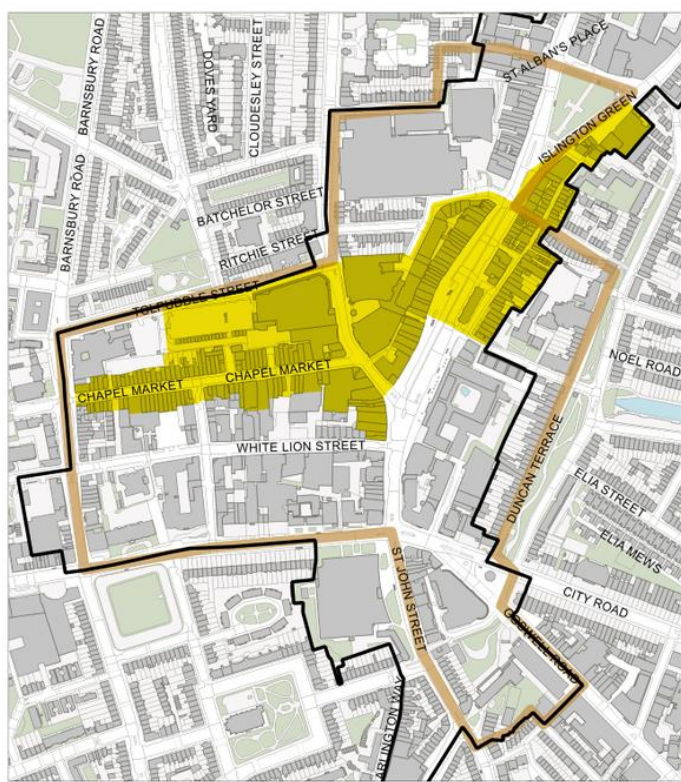 BARNSBURY ROAD
DOVES YARD
CLOUDESLEY STREET
ST ALBAN'S PLACE
ISLINGTON GREEN
BARNSBURY ROAD
BATCHELOR STREET
RITCHIE STREET
TOLPUDDLE STREET
CHAPEL MARKET
CHAPEL MARKET
WHITE LION STREET
NOEL ROAD
DUNCAN TERRACE
ELIA STREET
ELIA MEWS
CITY ROAD
ST JOHN STREET
GOSWELL ROAD
ARLINGTON WAY